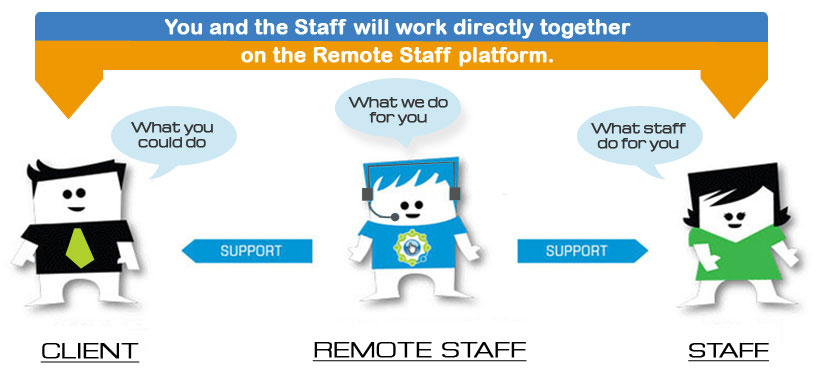 You and the Staff will work directly together
on the Remote Staff platform.
What you
could do
What we do
for you
What staff
do for you
SUPPORT
SUPPORT
CLIENT
REMOTE STAFF
STAFF